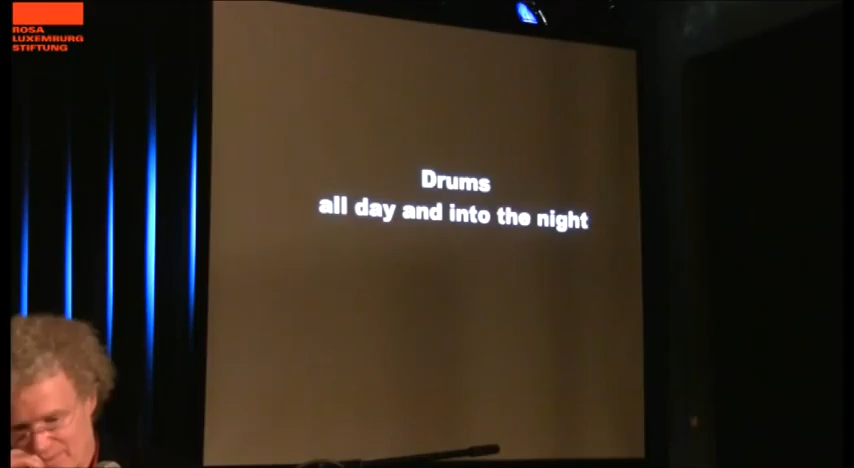 ROSA
LUXEMBURG
STIFTUNG
Drums
all day and into the night